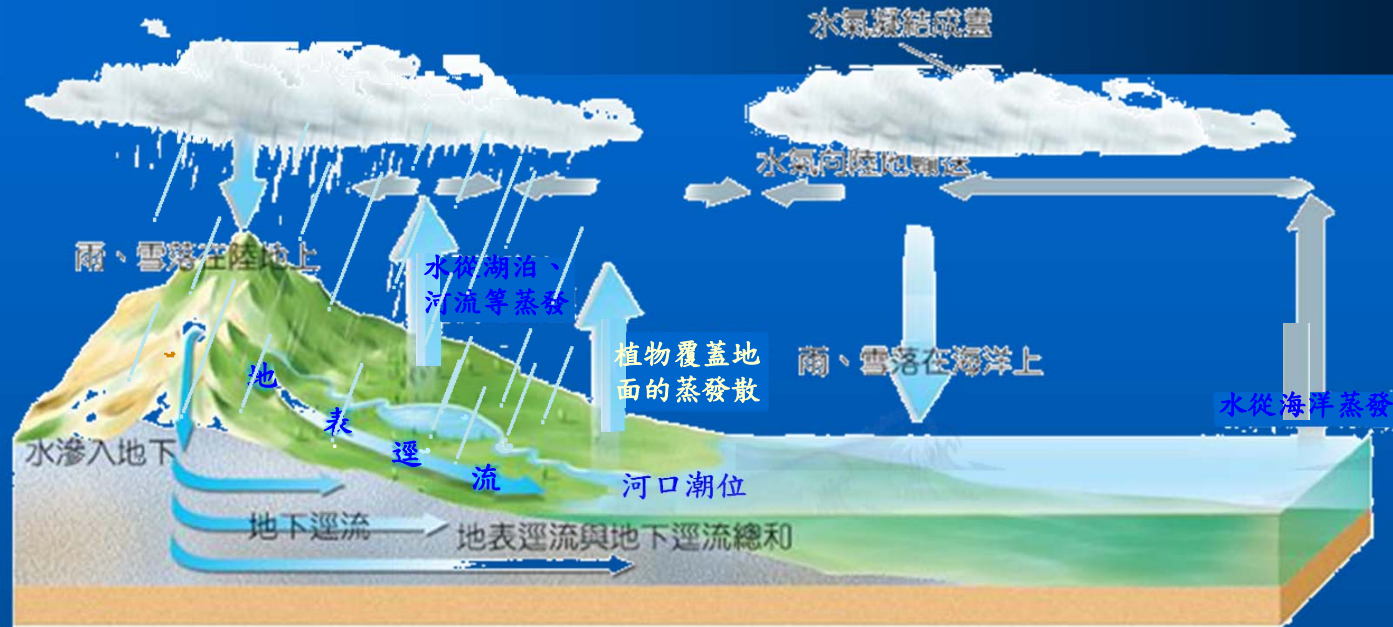 水氣凝結成雲
水氣向陸地輸送
雨、雪落在陸地上
水從湖泊、
河流等蒸發
植物覆蓋地
面的蒸發散
雨、雪落在海洋上
水從海洋蒸發
地表逕流
水滲入地下
河口潮位
地下逕流
地表逕流與地下逕流總和